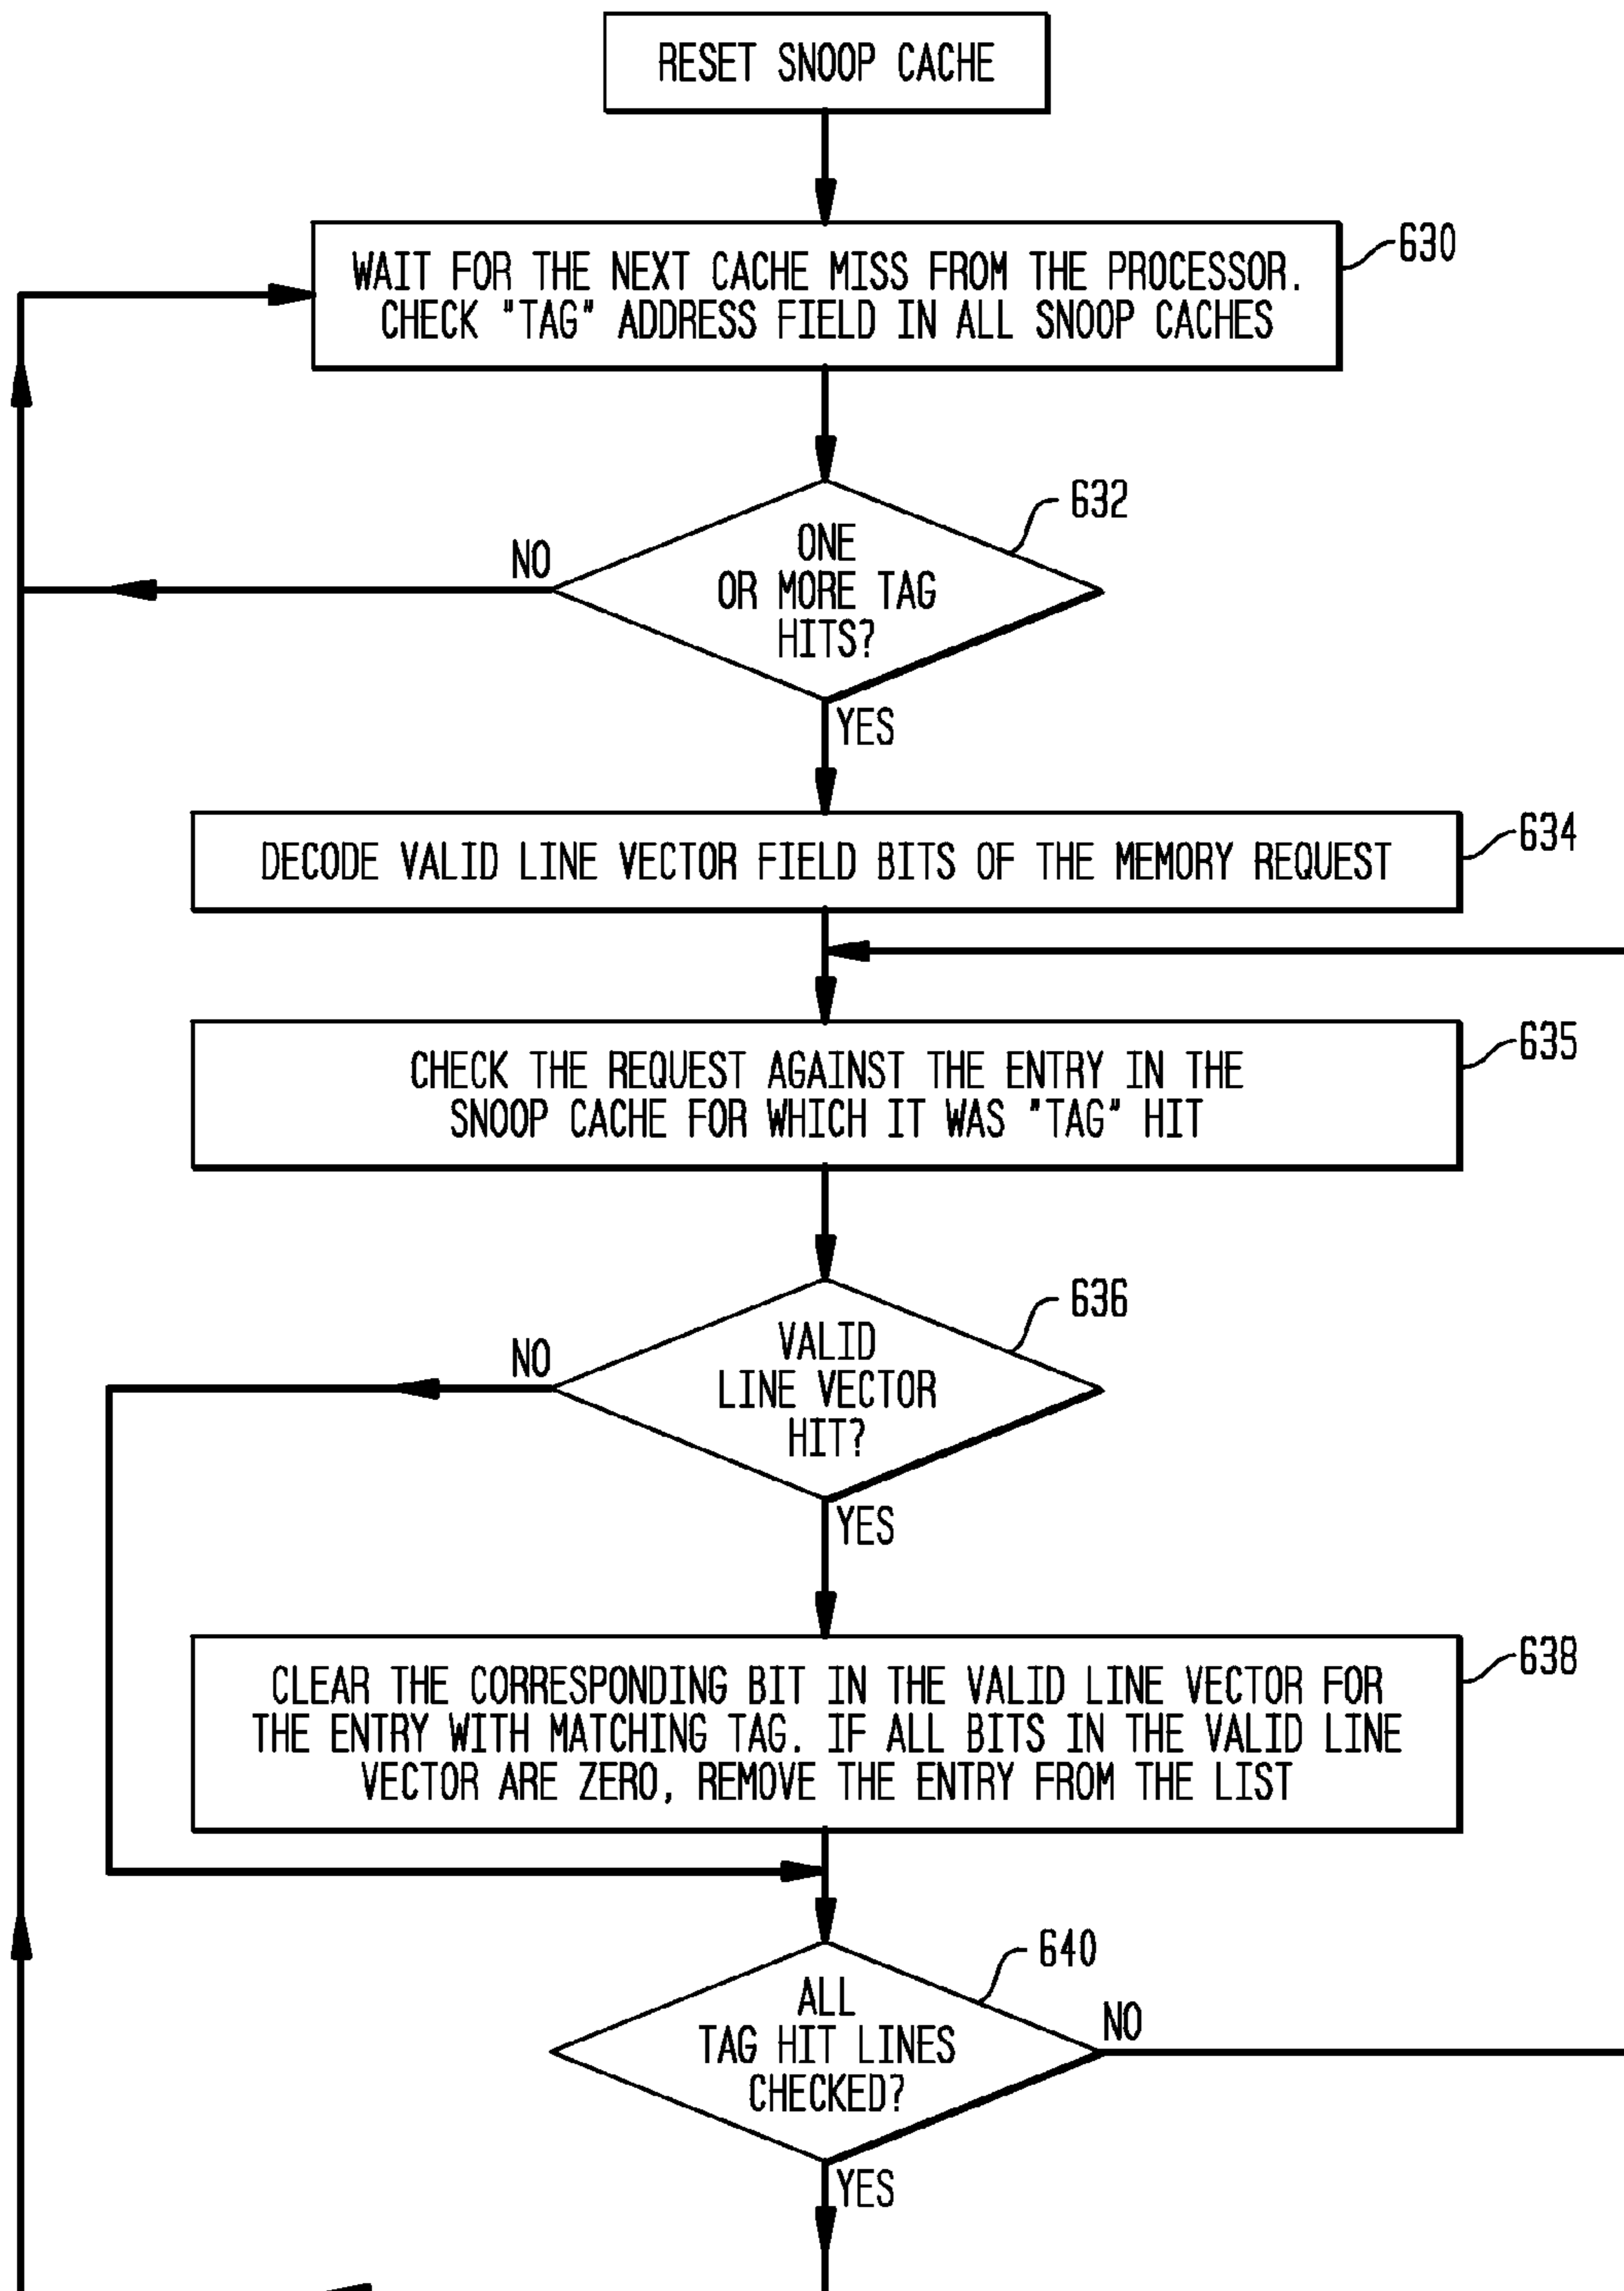 RESET SNOOP CACHE
WAIT FOR THE NEXT CACHE MISS FROM THE PROCESSOR.
CHECK "TAG" ADDRESS FIELD IN ALL SNOOP CACHES
630
632
ONE
OR MORE TAG
HITS?
NO
YES
DECODE VALID LINE VECTOR FIELD BITS OF THE MEMORY REQUEST
634
CHECK THE REQUEST AGAINST THE ENTRY IN THE
SNOOP CACHE FOR WHICH IT WAS "TAG" HIT
635
636
VALID
LINE VECTOR
HIT?
NO
YES
CLEAR THE CORRESPONDING BIT IN THE VALID LINE VECTOR FOR
THE ENTRY WITH MATCHING TAG. IF ALL BITS IN THE VALID LINE
VECTOR ARE ZERO, REMOVE THE ENTRY FROM THE LIST
638
640
ALL
TAG HIT LINES
CHECKED?
NO
YES